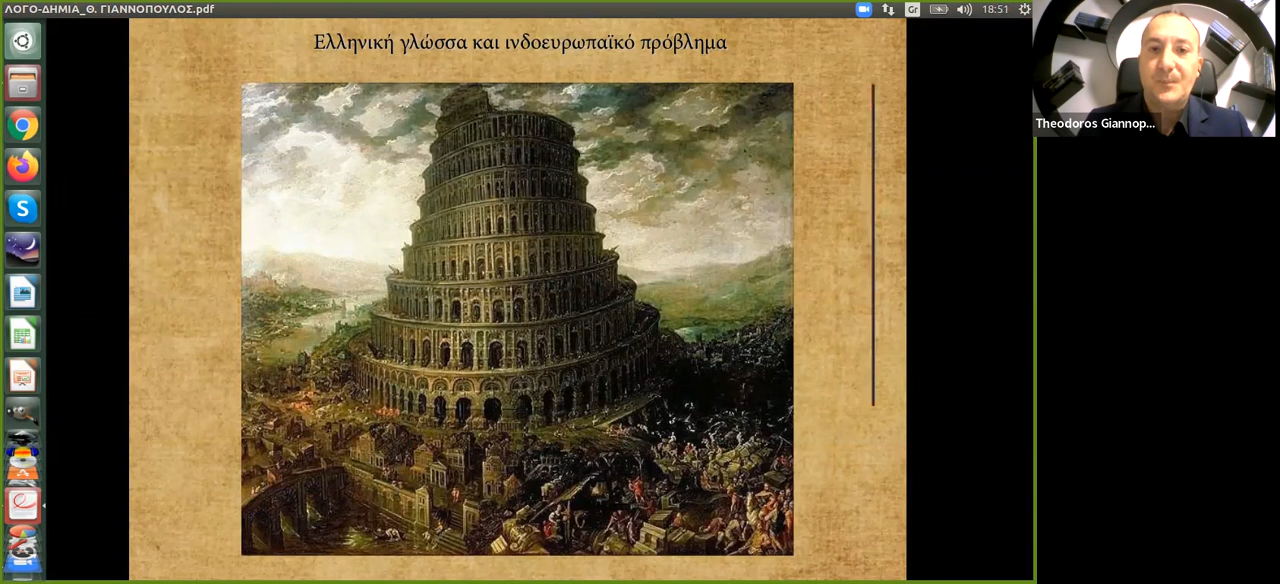 ΛΟΓΟ-ΔΗΜΙΑ_Θ. ΓΙΑΝΝΟΠΟΥΛΟΣ.pdf
Gr
18:51
Ελληνική γλώσσα και ινδοευρωπαϊκό πρόβλημα
Theodoros Giannop...